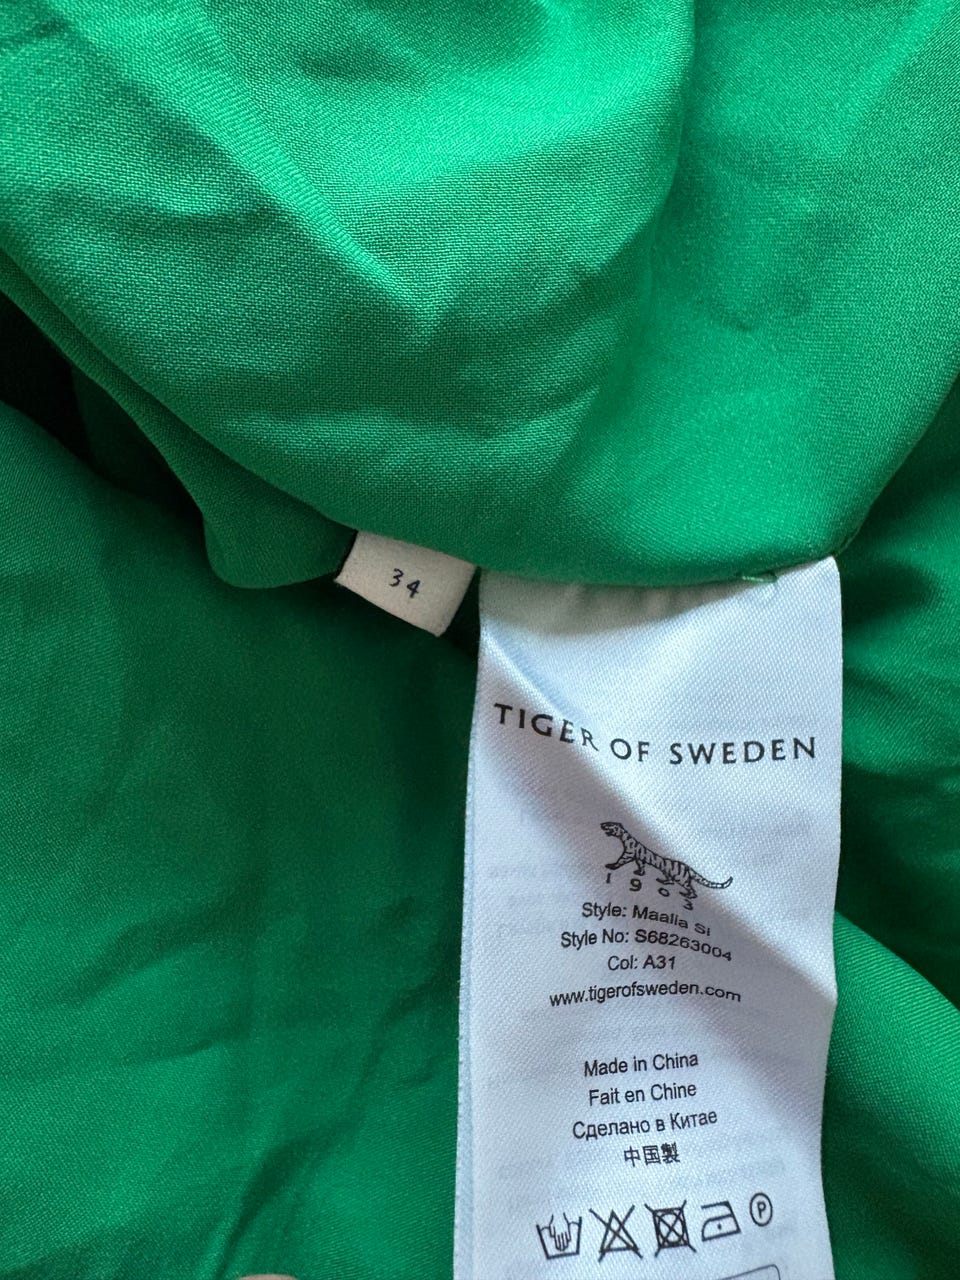 34
TIGER OF SWEDEN
1903
Style: Maalia Si
Style No: S68263004
Col: A31
www.tigerofsweden.com
Made in China
Fait en Chine
Сделано в Китае
中国製
P